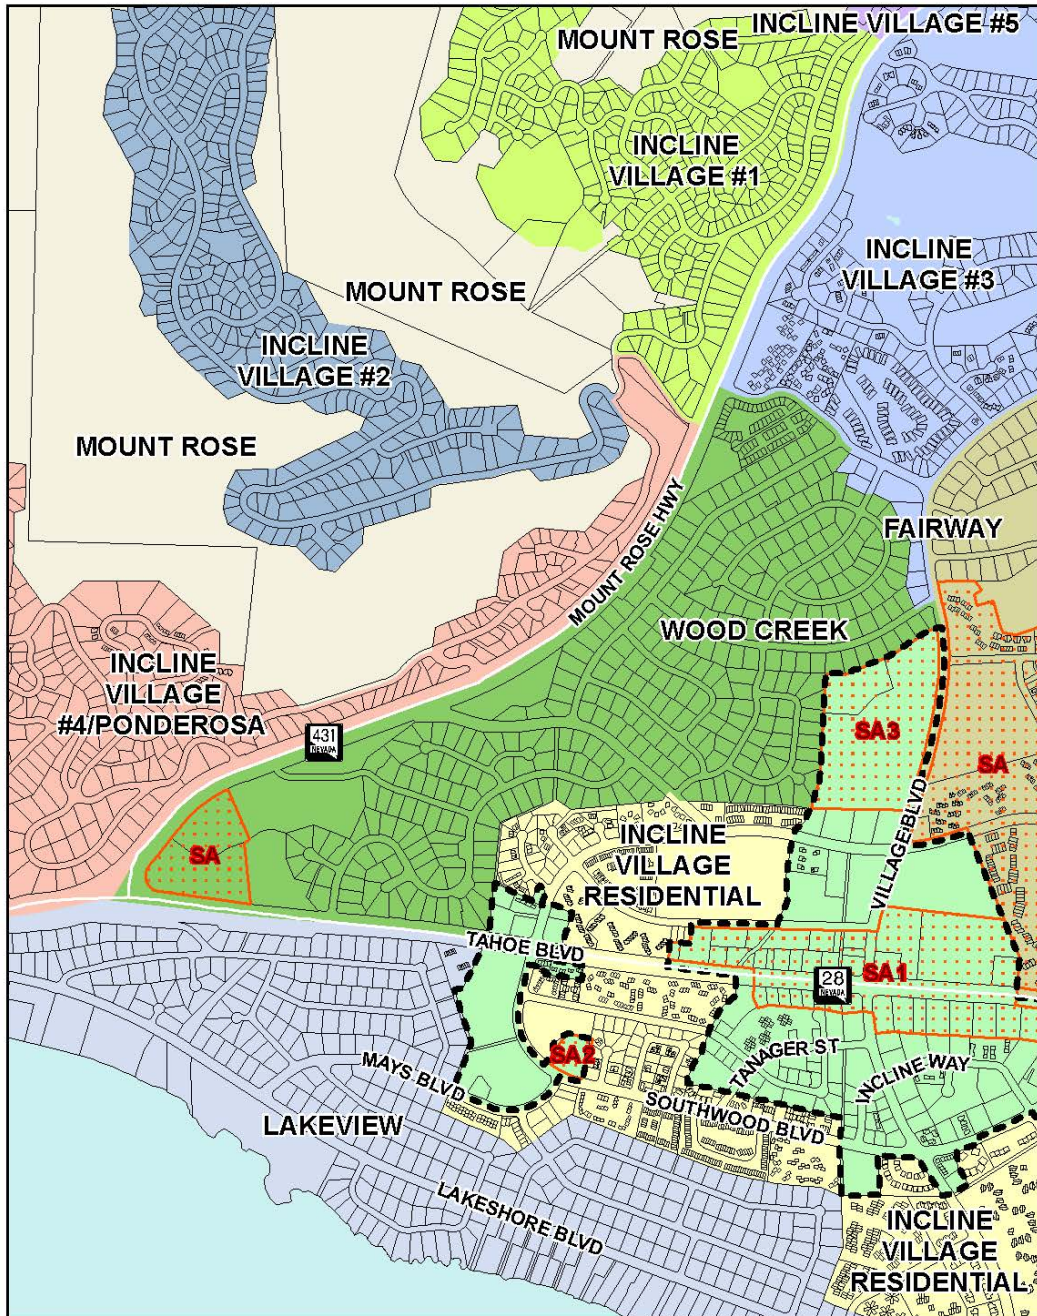 INCLINE VILLAGE #5
MOUNT ROSE
INCLINE
VILLAGE #1
INCLINE
VILLAGE #3
MOUNT ROSE
INCLINE
VILLAGE #2
MOUNT ROSE
MOUNT ROSE HWY
FAIRWAY
WOOD CREEK
INCLINE
VILLAGE
#4/PONDEROSA
431
NEVADA
SA3
SA
VILLAGE BLVD
SA
INCLINE
VILLAGE
RESIDENTIAL
TAHOE BLVD
SA1
28
NEVADA
SA2
TANAGER ST
INCLINE WAY
MAYS BLVD
SOUTHWOOD BLVD
LAKEVIEW
LAKESHORE BLVD
INCLINE
VILLAGE
RESIDENTIAL